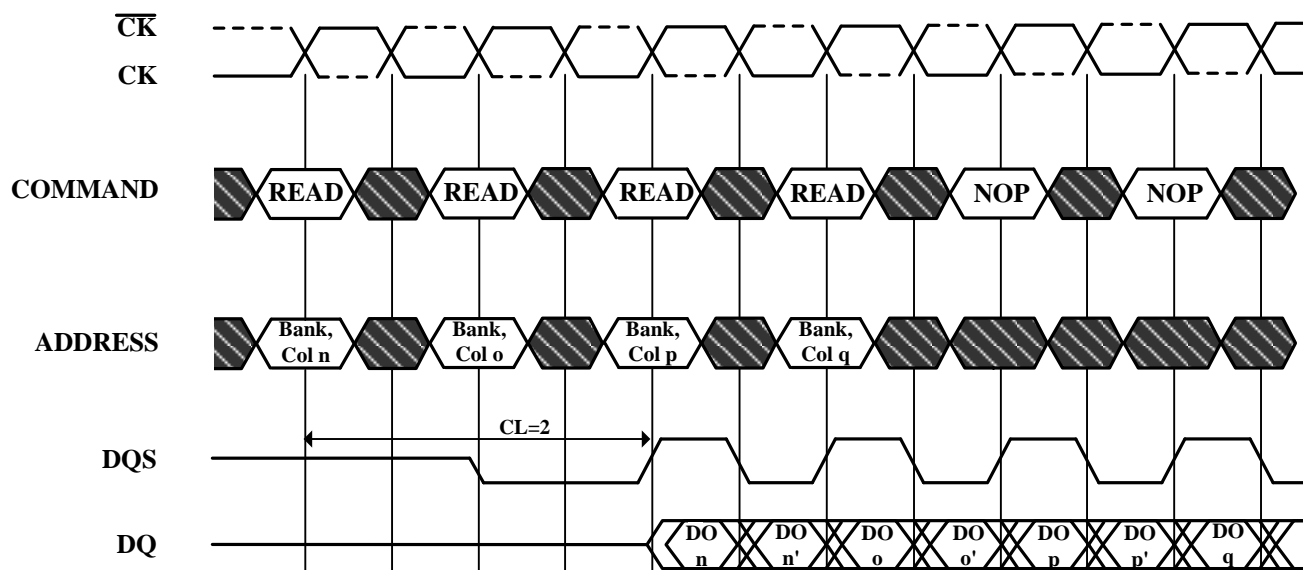 CK
CK
COMMAND READ READ READ READ NOP NOP
ADDRESS Bank, Col n Bank, Col o Bank, Col p Bank, Col q
CL=2
DQS
DQ DO n DO n' DO o DO o' DO p DO p' DO q